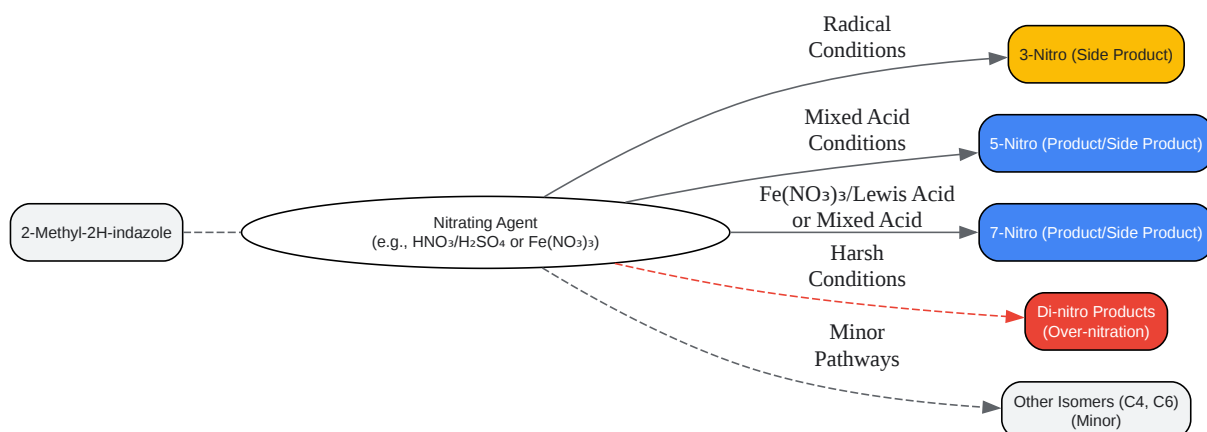 2-Methyl-2H-indazole
Nitrating Agent
(e.g., HNO₃/H₂SO₄ or Fe(NO₃)₃)
Radical
Conditions
3-Nitro (Side Product)
Mixed Acid
Conditions
5-Nitro (Product/Side Product)
Fe(NO₃)₃/Lewis Acid
or Mixed Acid
7-Nitro (Product/Side Product)
Harsh
Conditions
Di-nitro Products
(Over-nitration)
Minor
Pathways
Other Isomers (C4, C6)
(Minor)